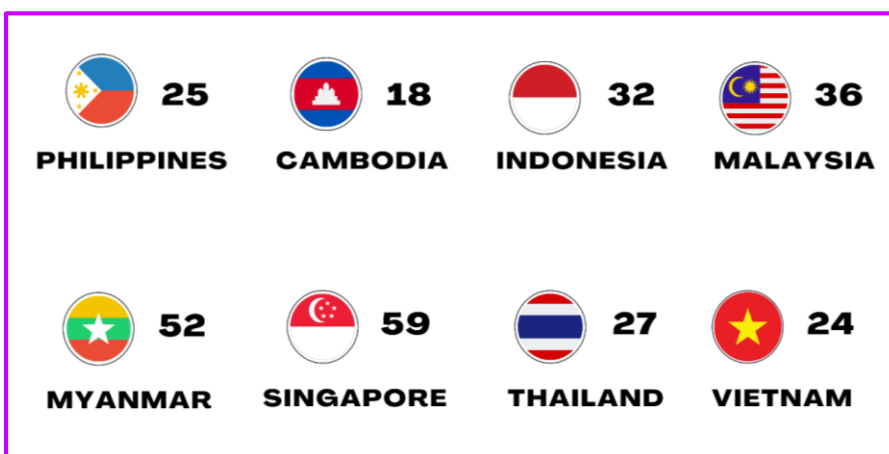 25 18 32 36
PHILIPPINES CAMBODIA INDONESIA MALAYSIA
52 59 27 24
MYANMAR SINGAPORE THAILAND VIETNAM